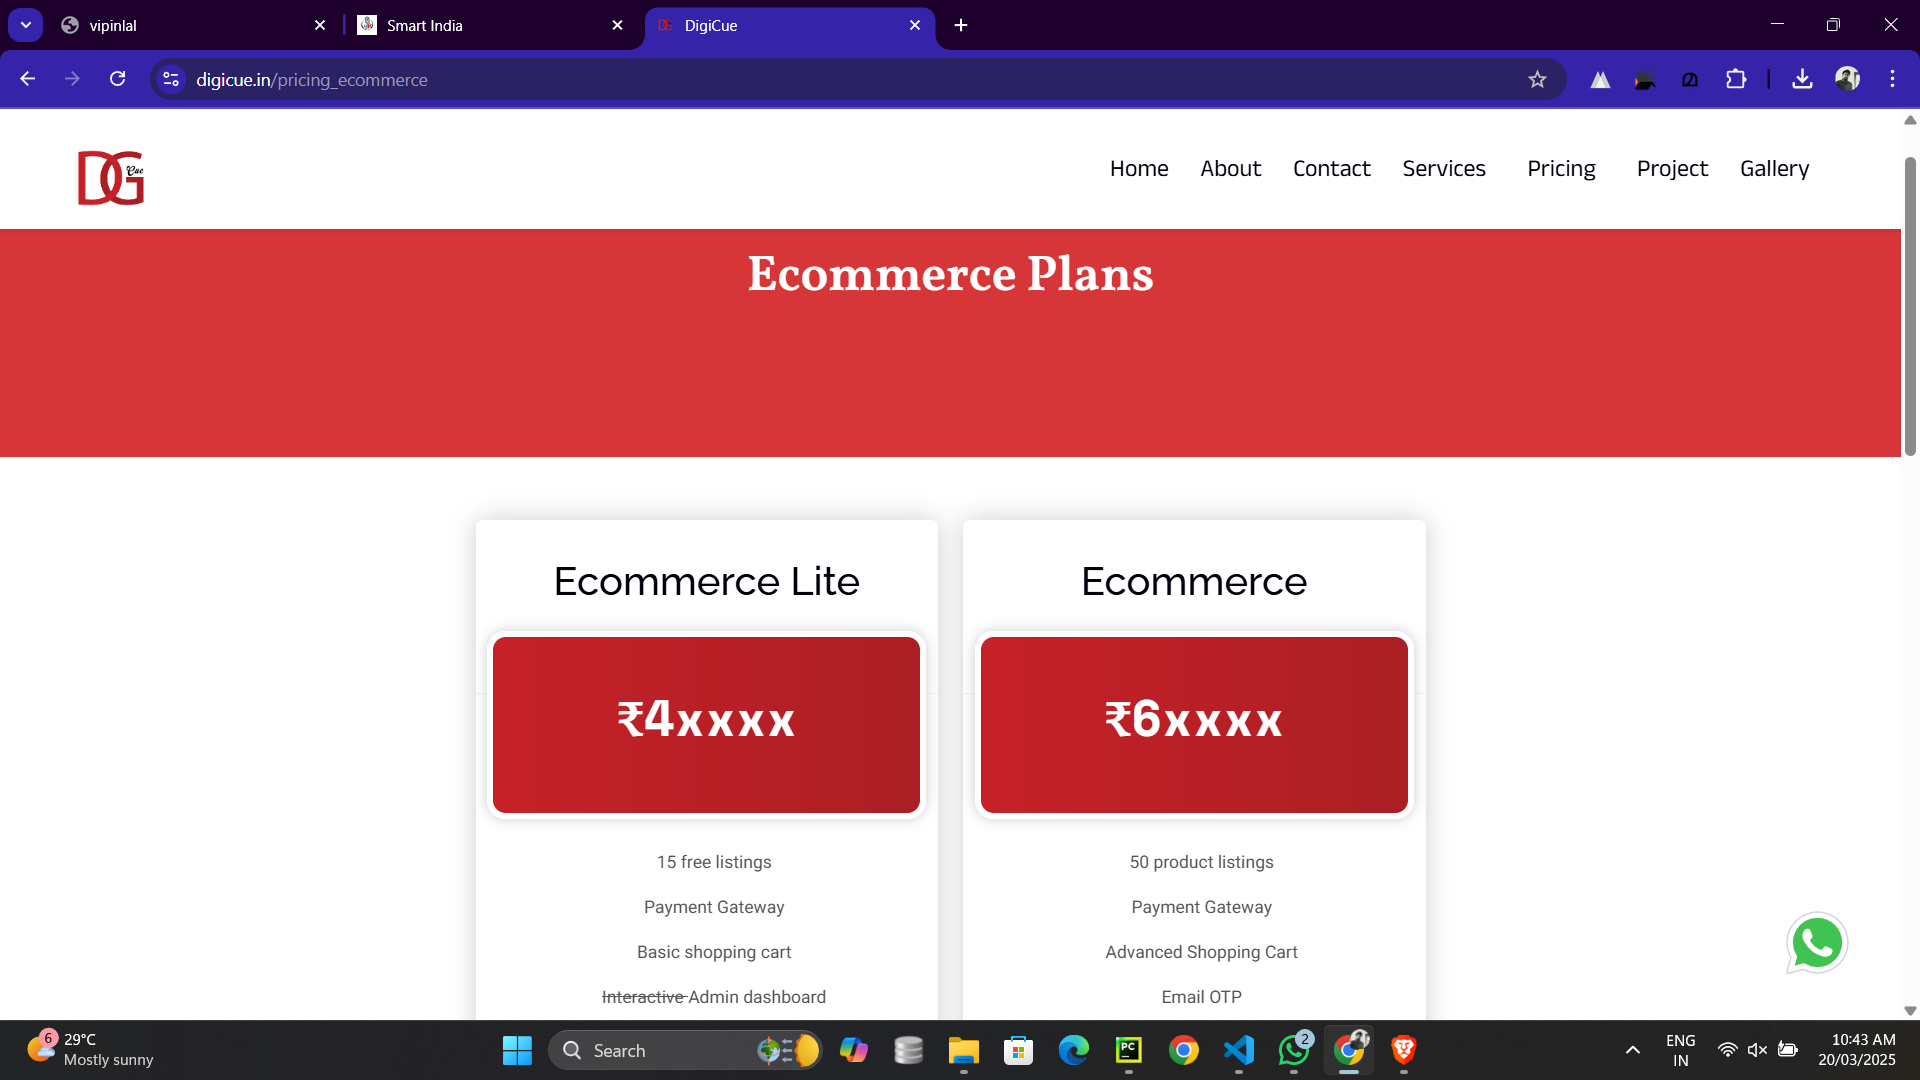 vipinlal
Smart India
DigiCue
digicue.in/pricing_ecommerce
DG Cue
Home About Contact Services Pricing Project Gallery
Ecommerce Plans
Ecommerce Lite
₹4xxxx
15 free listings
Payment Gateway
Basic shopping cart
Interactive Admin dashboard
Ecommerce
₹6xxxx
50 product listings
Payment Gateway
Advanced Shopping Cart
Email OTP
6
29°C
Mostly sunny
Search
PC
2
ENG
IN
10:43 AM
20/03/2025